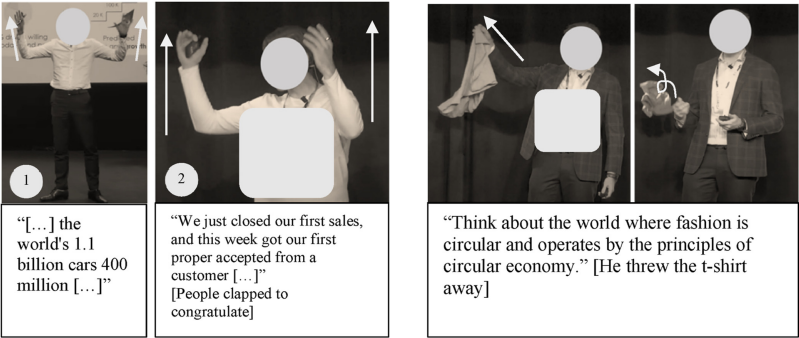 1
2
"[…] the
world's 1.1
billion cars 400
million […]"
"We just closed our first sales,
and this week got our first
proper accepted from a
customer […]"
[People clapped to
congratulate]
"Think about the world where fashion is
circular and operates by the principles of
circular economy." [He threw the t-shirt
away]